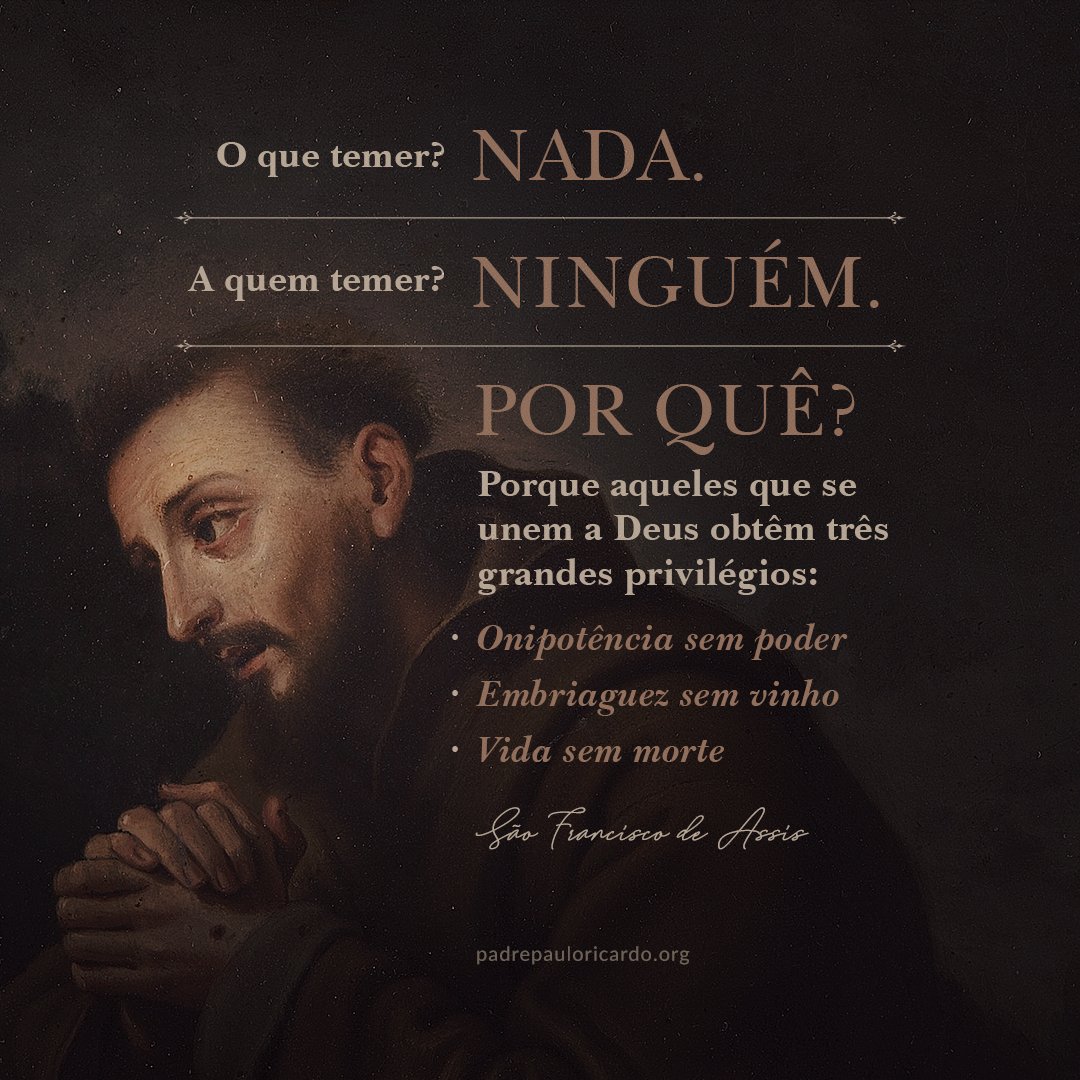 O que temer? NADA.
A quem temer? NINGUÉM.
POR QUÊ?
Porque aqueles que se
unem a Deus obtêm três
grandes privilégios:
· Onipotência sem poder
· Embriaguez sem vinho
· Vida sem morte
São Francisco de Assis
padrepauloricardo.org